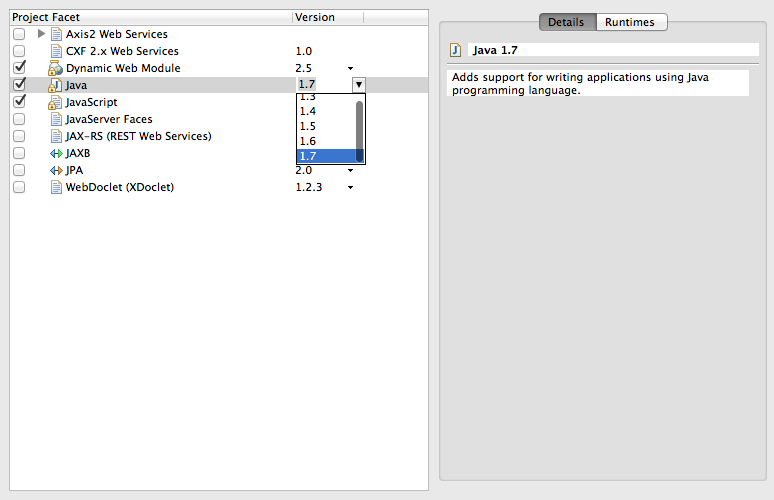 Project Facet Version
Axis2 Web Services
CXF 2.x Web Services 1.0
Dynamic Web Module 2.5
Java 1.7
JavaScript
JavaServer Faces
JAX-RS (REST Web Services)
JAXB
JPA 2.0
WebDoclet (XDoclet) 1.2.3
1.3
1.4
1.5
1.6
1.7
Details Runtimes
Java 1.7
Adds support for writing applications using Java
programming language.